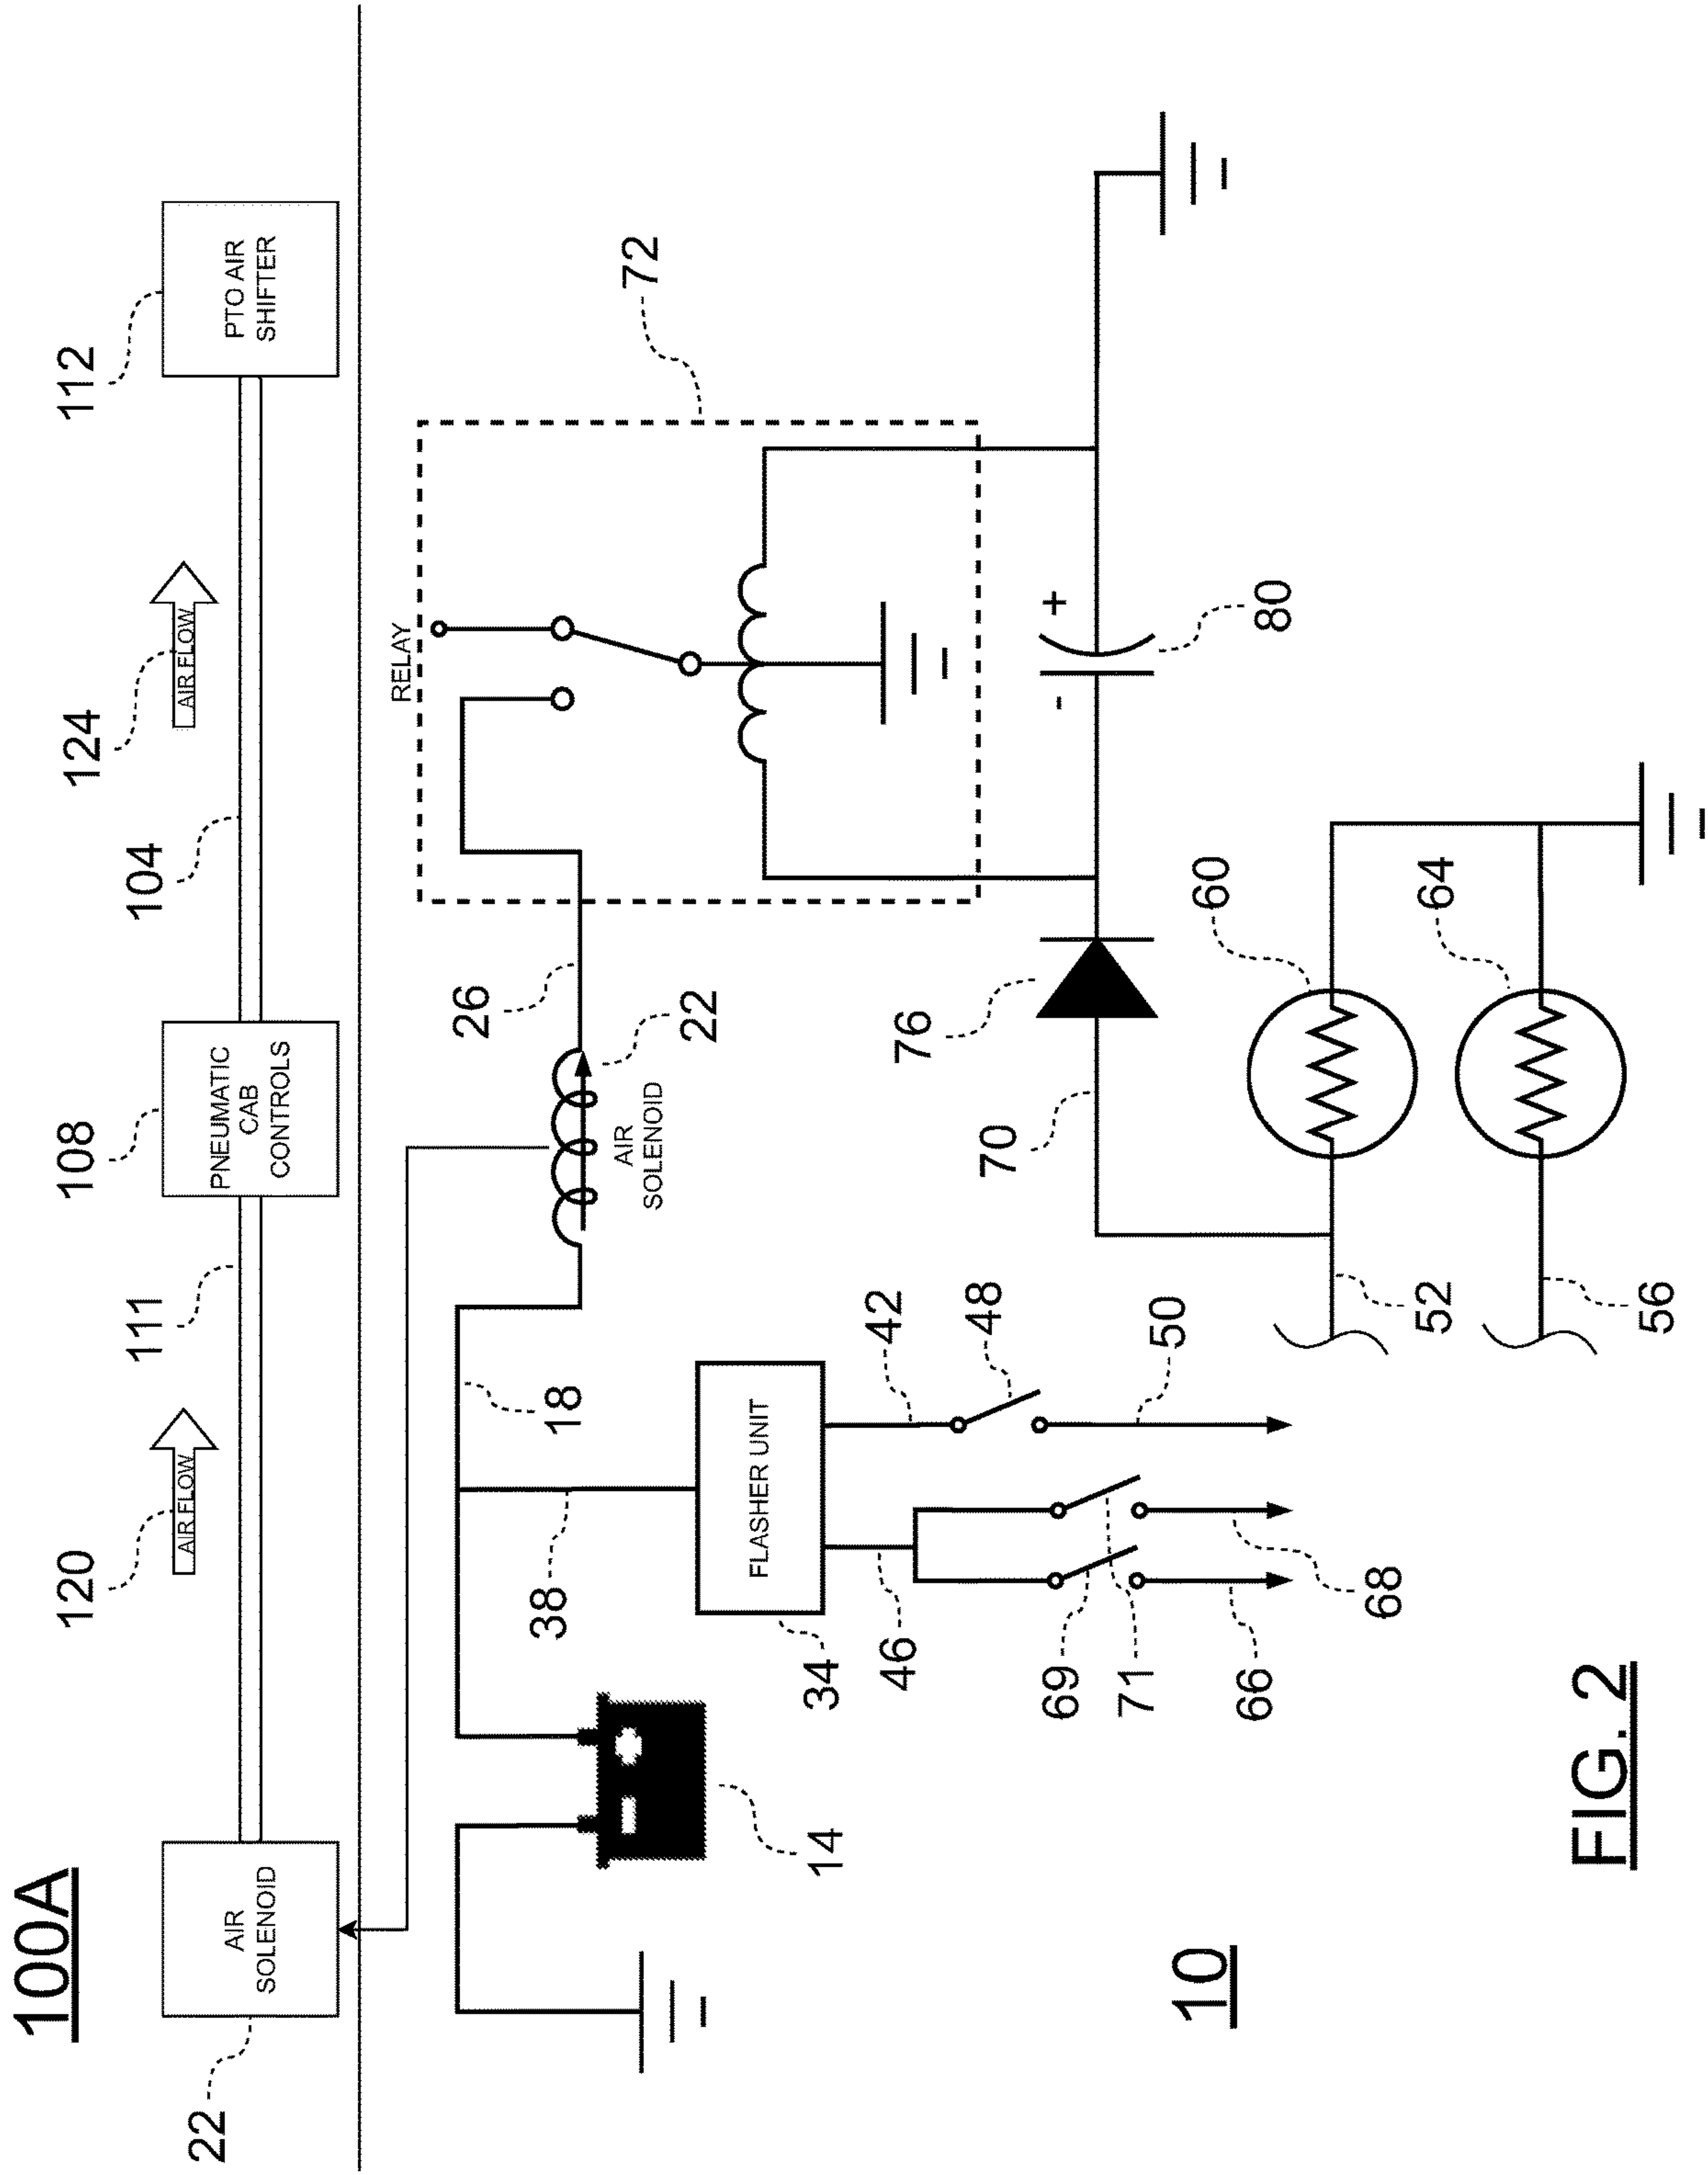 100A
120
111
108
124
104
112
AIR FLOW
AIR FLOW
22
AIR
SOLENOID
PNEUMATIC
CAB
CONTROLS
PTO AIR
SHIFTER
RELAY
72
18
26
22
AIR
SOLENOID
38
14
34
FLASHER UNIT
46
42
48
50
69
71
66
68
70
76
-
+
80
52
60
56
64
10
FIG. 2